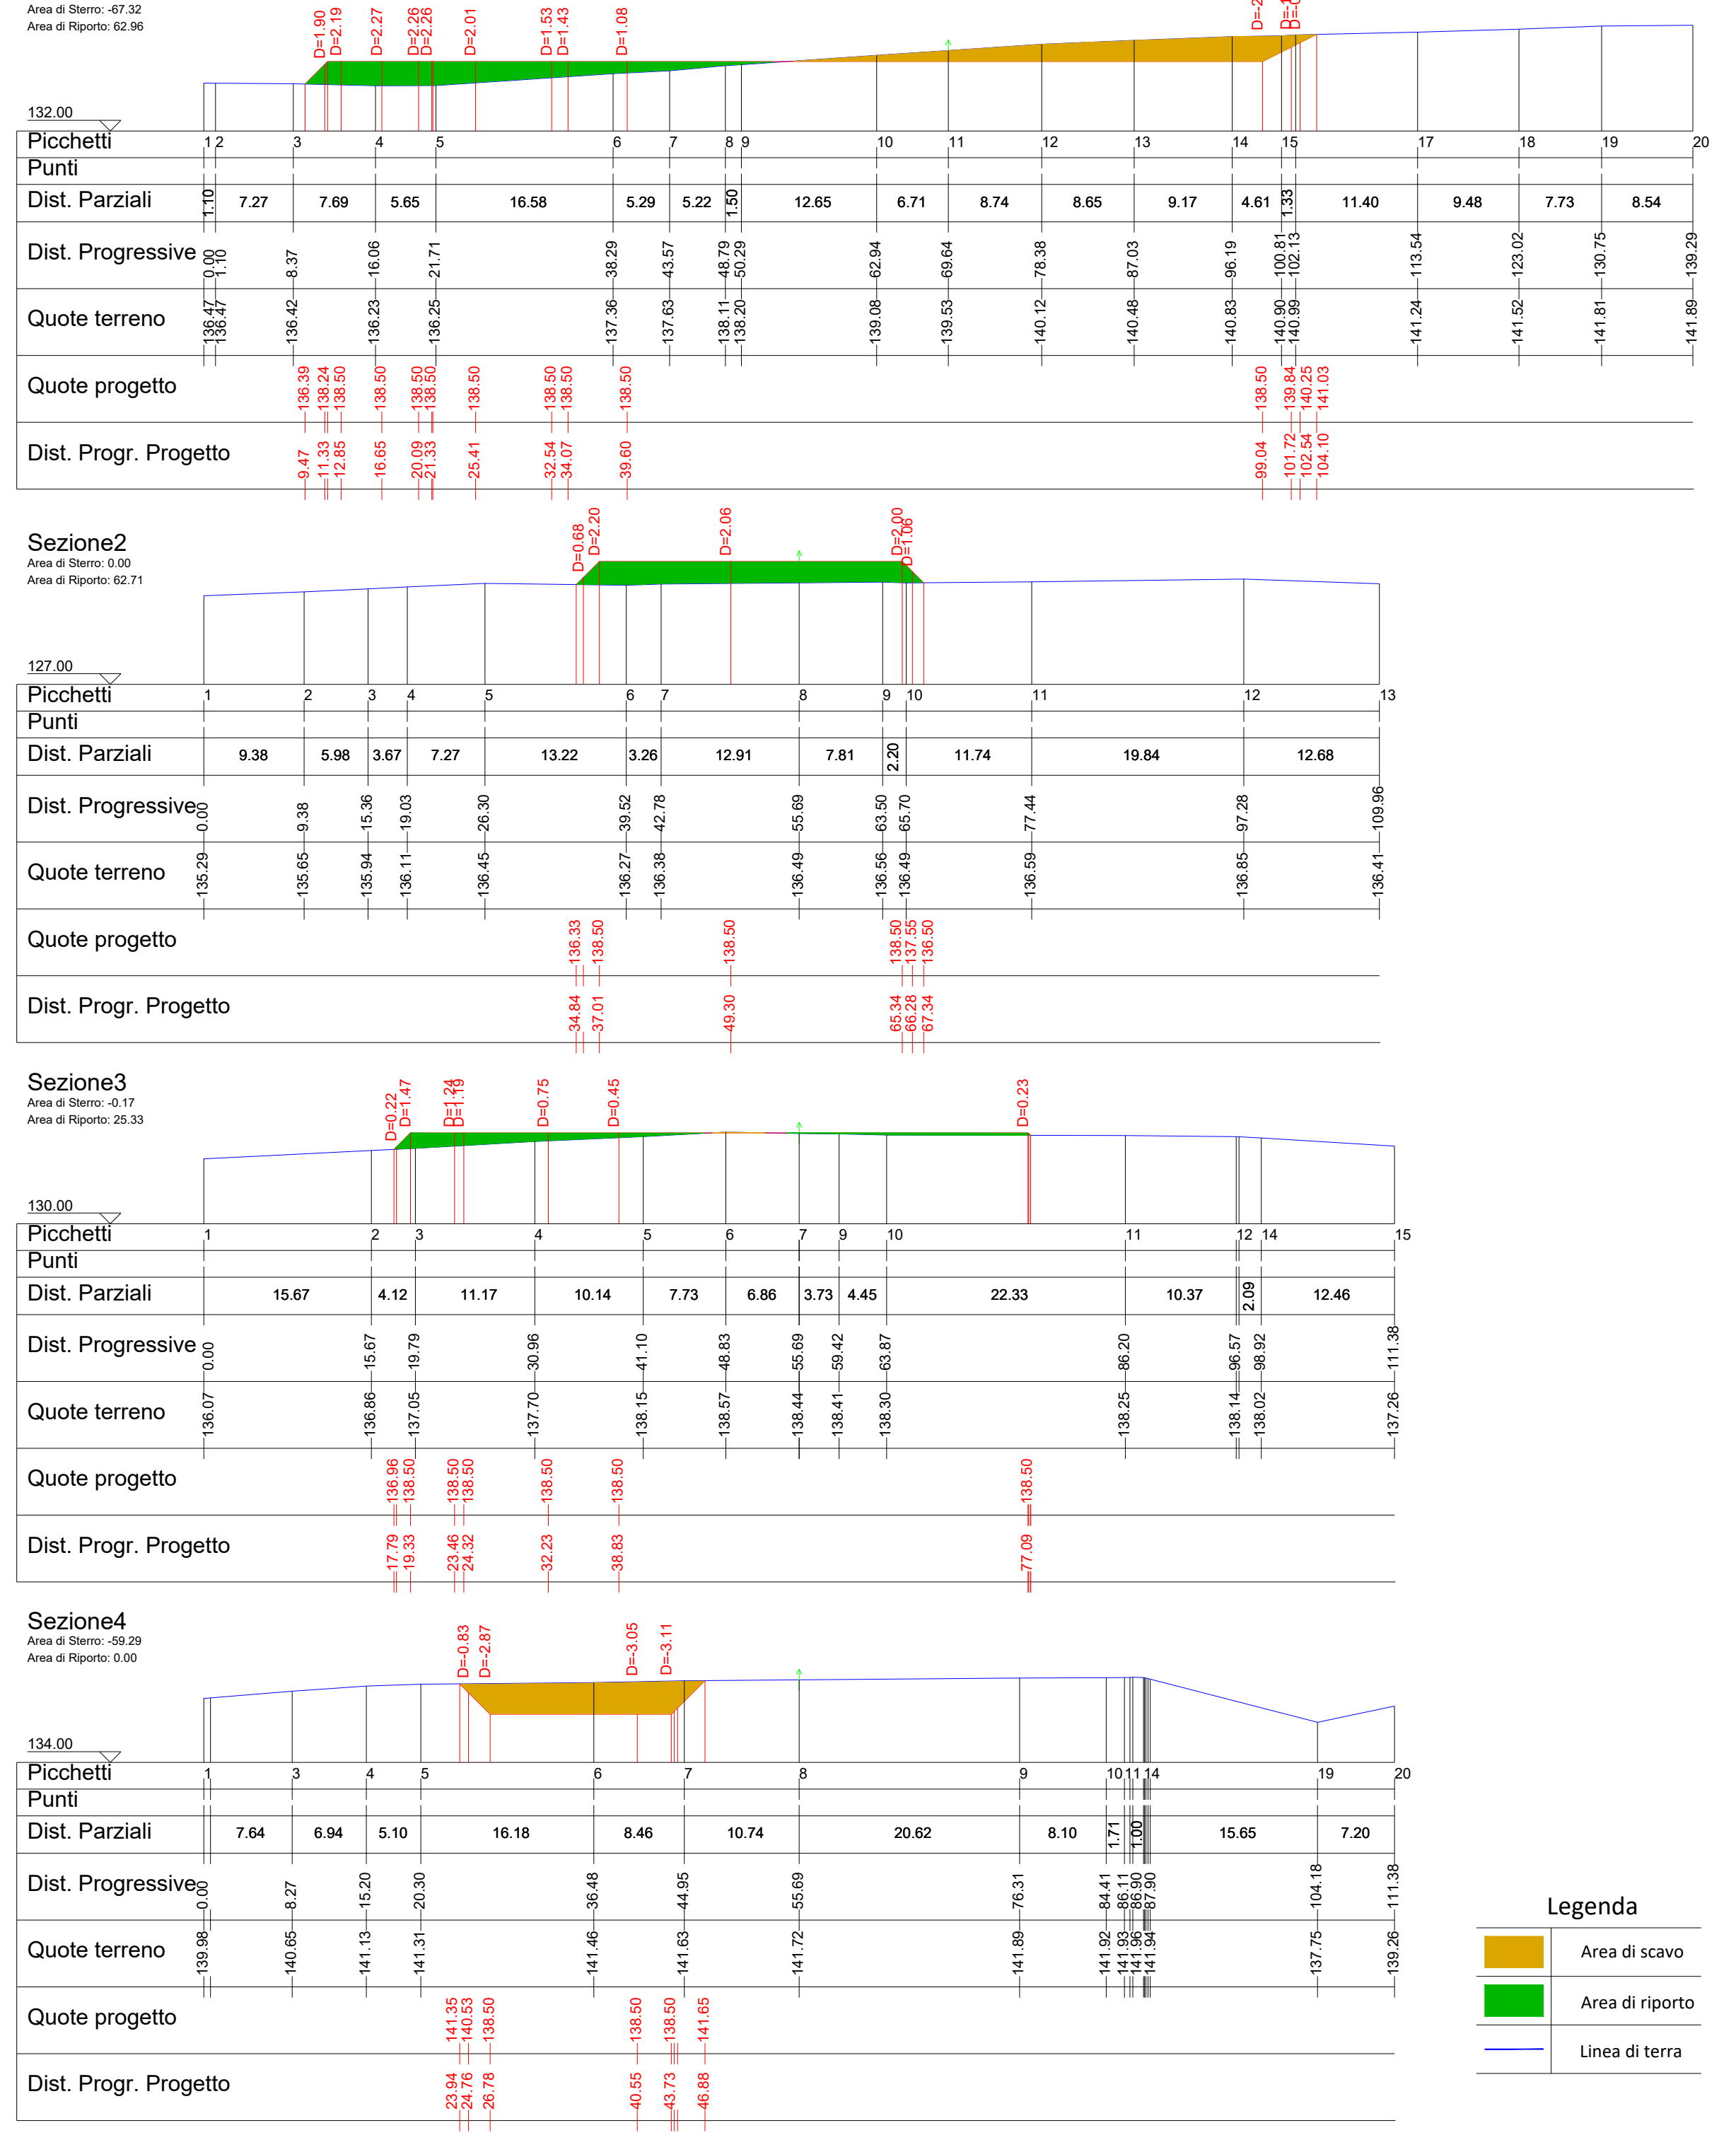 Area di Sterro: -67.32
Area di Riporto: 62.96
D=1.90 D=2.19 D=2.27 D=2.26 D=2.26 D=2.01 D=1.53 D=1.43 D=1.08
132.00
Picchetti 1 2 3 4 5 6 7 8 9 10 11 12 13 14 15 17 18 19 20
Punti
Dist. Parziali 1.10 7.27 7.69 5.65 16.58 5.29 5.22 1.50 12.65 6.71 8.74 8.65 9.17 4.61 1.33 11.40 9.48 7.73 8.54
Dist. Progressive 0.00 1.10 8.37 16.06 21.71 38.29 43.57 48.79 50.29 62.94 69.64 78.38 87.03 96.19 100.81 102.13 113.54 123.02 130.75 139.29
Quote terreno 136.47 136.47 136.42 136.23 136.25 137.36 137.63 138.11 138.20 139.08 139.53 140.12 140.48 140.83 140.90 140.99 141.24 141.52 141.81 141.89
Quote progetto 136.39 138.24 138.50 138.50 138.50 138.50 138.50 138.50 138.50 138.50 138.50 139.84 140.25 141.03
Dist. Progr. Progetto 9.47 11.33 12.85 16.65 20.09 21.33 25.41 32.54 34.07 39.60 99.04 101.72 102.54 104.10
Sezione2
Area di Sterro: 0.00
Area di Riporto: 62.71
D=0.68 D=2.20 D=2.06 D=2.00 D=1.06
127.00
Picchetti 1 2 3 4 5 6 7 8 9 10 11 12 13
Punti
Dist. Parziali 9.38 5.98 3.67 7.27 13.22 3.26 12.91 7.81 2.20 11.74 19.84 12.68
Dist. Progressive 0.00 9.38 15.36 19.03 26.30 39.52 42.78 55.69 63.50 65.70 77.44 97.28 109.96
Quote terreno 135.29 135.65 135.94 136.11 136.45 136.27 136.38 136.49 136.56 136.49 136.59 136.85 136.41
Quote progetto 136.33 138.50 138.50 138.50 137.55 136.50
Dist. Progr. Progetto 34.84 37.01 49.30 65.34 66.28 67.34
Sezione3
Area di Sterro: -0.17
Area di Riporto: 25.33
D=0.22 D=1.47 D=1.24 D=1.19 D=0.75 D=0.45 D=0.23
130.00
Picchetti 1 2 3 4 5 6 7 9 10 11 12 14 15
Punti
Dist. Parziali 15.67 4.12 11.17 10.14 7.73 6.86 3.73 4.45 22.33 10.37 2.09 12.46
Dist. Progressive 0.00 15.67 19.79 30.96 41.10 48.83 55.69 59.42 63.87 86.20 96.57 98.92 111.38
Quote terreno 136.07 136.86 137.05 137.70 138.15 138.57 138.44 138.41 138.30 138.25 138.14 138.02 137.26
Quote progetto 136.96 138.50 138.50 138.50 138.50 138.50 138.50
Dist. Progr. Progetto 17.79 19.33 23.46 24.32 32.23 38.83 77.09
Sezione4
Area di Sterro: -59.29
Area di Riporto: 0.00
D=-0.83 D=-2.87 D=-3.05 D=-3.11
134.00
Picchetti 1 3 4 5 6 7 8 9 10 11 14 19 20
Punti
Dist. Parziali 7.64 6.94 5.10 16.18 8.46 10.74 20.62 8.10 1.71 1.00 15.65 7.20
Dist. Progressive 0.00 8.27 15.20 20.30 36.48 44.95 55.69 76.31 84.41 86.11 86.90 87.90 104.18 111.38
Quote terreno 139.98 140.65 141.13 141.31 141.46 141.63 141.72 141.89 141.92 141.93 141.96 141.94 137.75 139.26
Quote progetto 141.35 140.53 138.50 138.50 138.50 141.65
Dist. Progr. Progetto 23.94 24.76 26.78 40.55 43.73 46.88
Legenda
Area di scavo
Area di riporto
Linea di terra